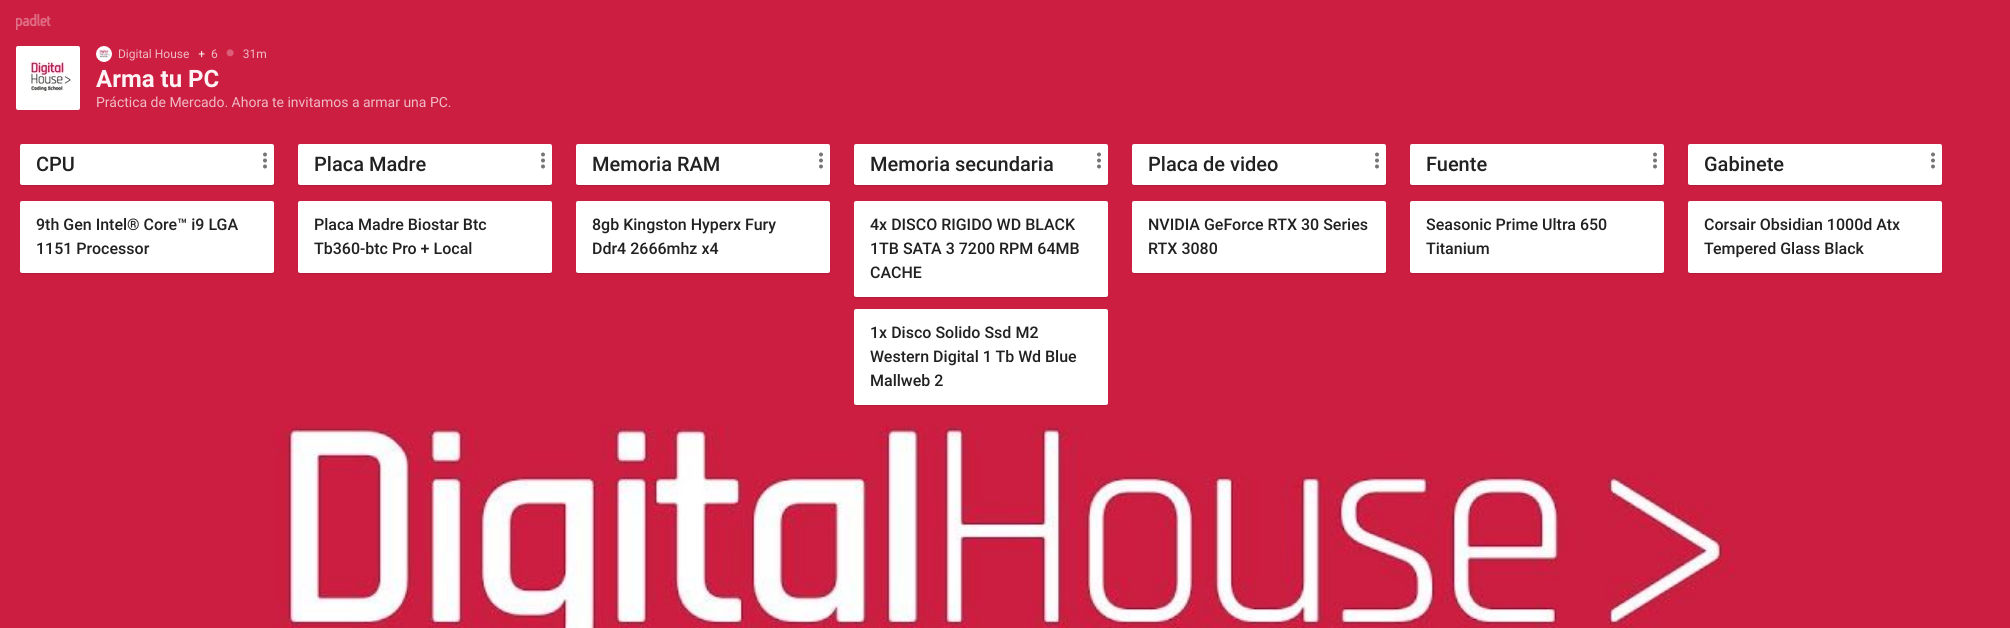 padlet
Digital House + 6 31m
Digital
House>
Coding School
Arma tu PC
Práctica de Mercado. Ahora te invitamos a armar una PC.
CPU
9th Gen Intel® Core™ i9 LGA
1151 Processor
Placa Madre
Placa Madre Biostar Btc
Tb360-btc Pro + Local
Memoria RAM
8gb Kingston Hyperx Fury
Ddr4 2666mhz x4
Memoria secundaria
4x DISCO RIGIDO WD BLACK
1TB SATA 3 7200 RPM 64MB
CACHE
1x Disco Solido Ssd M2
Western Digital 1 Tb Wd Blue
Mallweb 2
Placa de video
NVIDIA GeForce RTX 30 Series
RTX 3080
Fuente
Seasonic Prime Ultra 650
Titanium
Gabinete
Corsair Obsidian 1000d Atx
Tempered Glass Black
DigitalHouse>